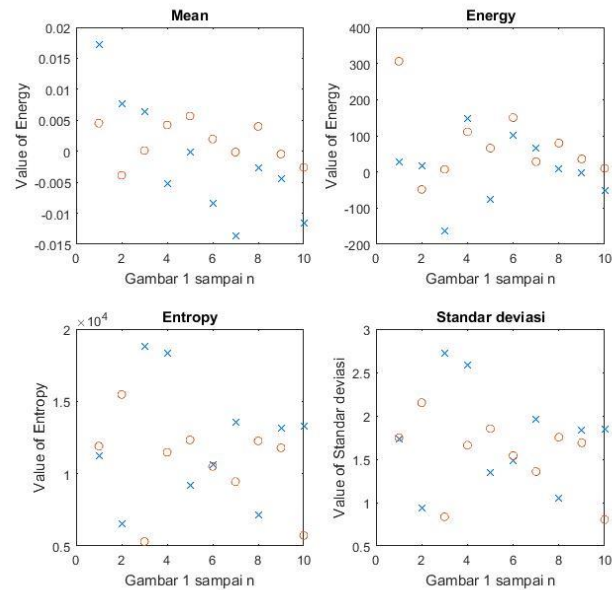 Mean
Value of Energy
0.02
0.015
0.01
0.005
0
-0.005
-0.01
-0.015
0 2 4 6 8 10
Gambar 1 sampai n
Energy
Value of Energy
400
300
200
100
0
-100
-200
0 2 4 6 8 10
Gambar 1 sampai n
Entropy
× 10⁴
Value of Entropy
2
1.5
1
0.5
0 2 4 6 8 10
Gambar 1 sampai n
Standar deviasi
Value of Standar deviasi
3
2.5
2
1.5
1
0.5
0 2 4 6 8 10
Gambar 1 sampai n